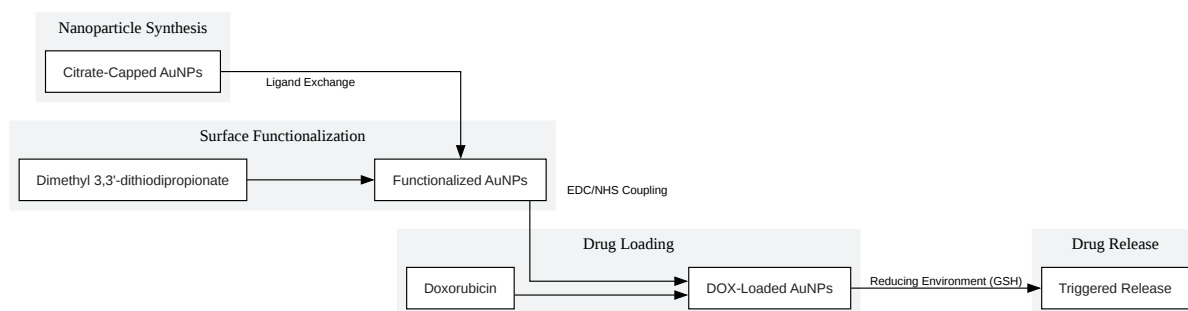 Nanoparticle Synthesis
Citrate-Capped AuNPs
Ligand Exchange
Surface Functionalization
Dimethyl 3,3'-dithiodipropionate
Functionalized AuNPs
EDC/NHS Coupling
Drug Loading
Doxorubicin
DOX-Loaded AuNPs
Reducing Environment (GSH)
Drug Release
Triggered Release